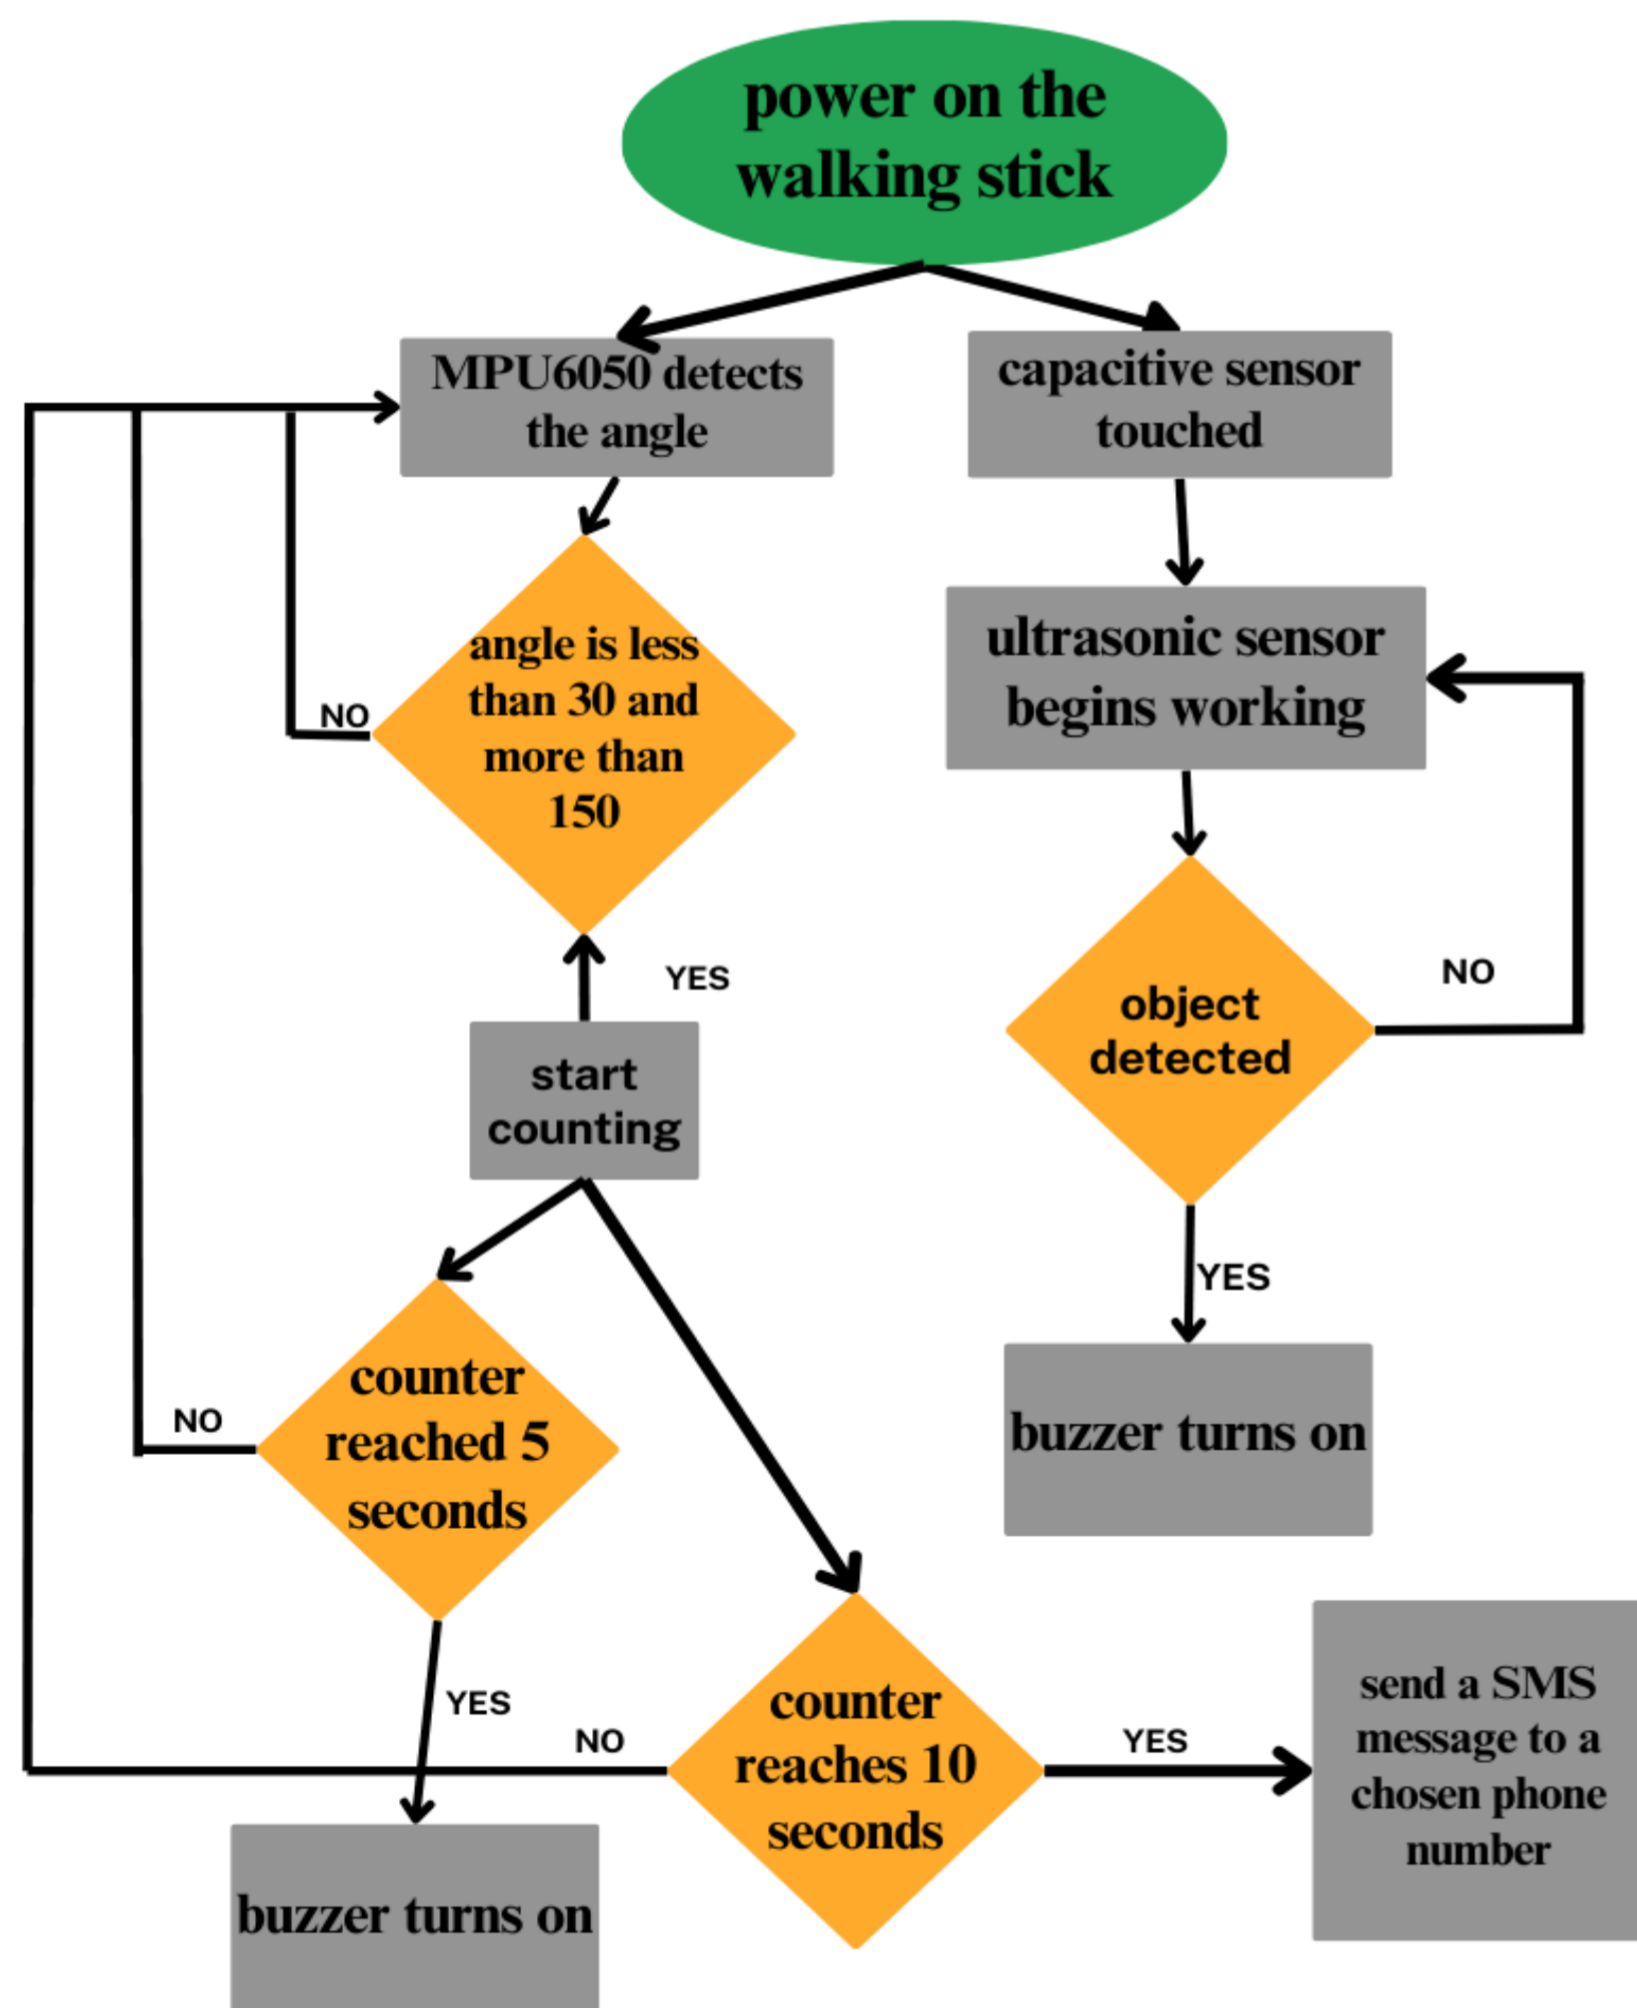 power on the
walking stick
MPU6050 detects
the angle
capacitive sensor
touched
angle is less
than 30 and
more than
150
NO
ultrasonic sensor
begins working
YES
NO
object
detected
start
counting
YES
counter
reached 5
seconds
NO
buzzer turns on
YES
NO
counter
reaches 10
seconds
YES
send a SMS
message to a
chosen phone
number
buzzer turns on